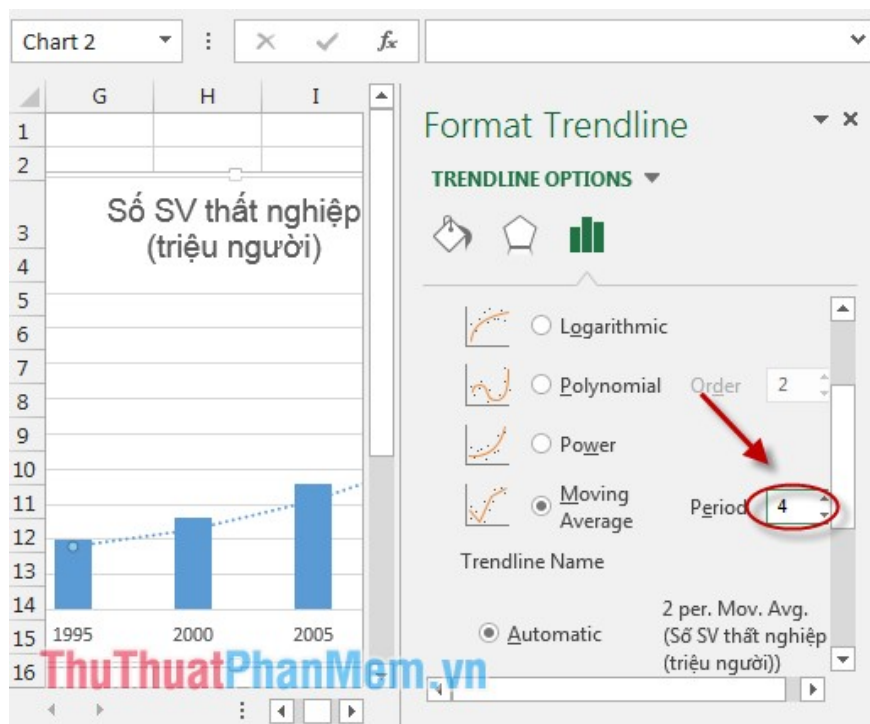 Chart 2
fx
G H I
Format Trendline
TRENDLINE OPTIONS
1
2
3
4
5
6
7
8
9
10
11
12
13
14
15
16
Số SV thất nghiệp
(triệu người)
1995 2000 2005
Logarithmic
Polynomial Order 2
Power
Moving
Average
Period 4
Trendline Name
Automatic
2 per. Mov. Avg.
(Số SV thất nghiệp
(triệu người))
ThuThuatPhanMem.vn